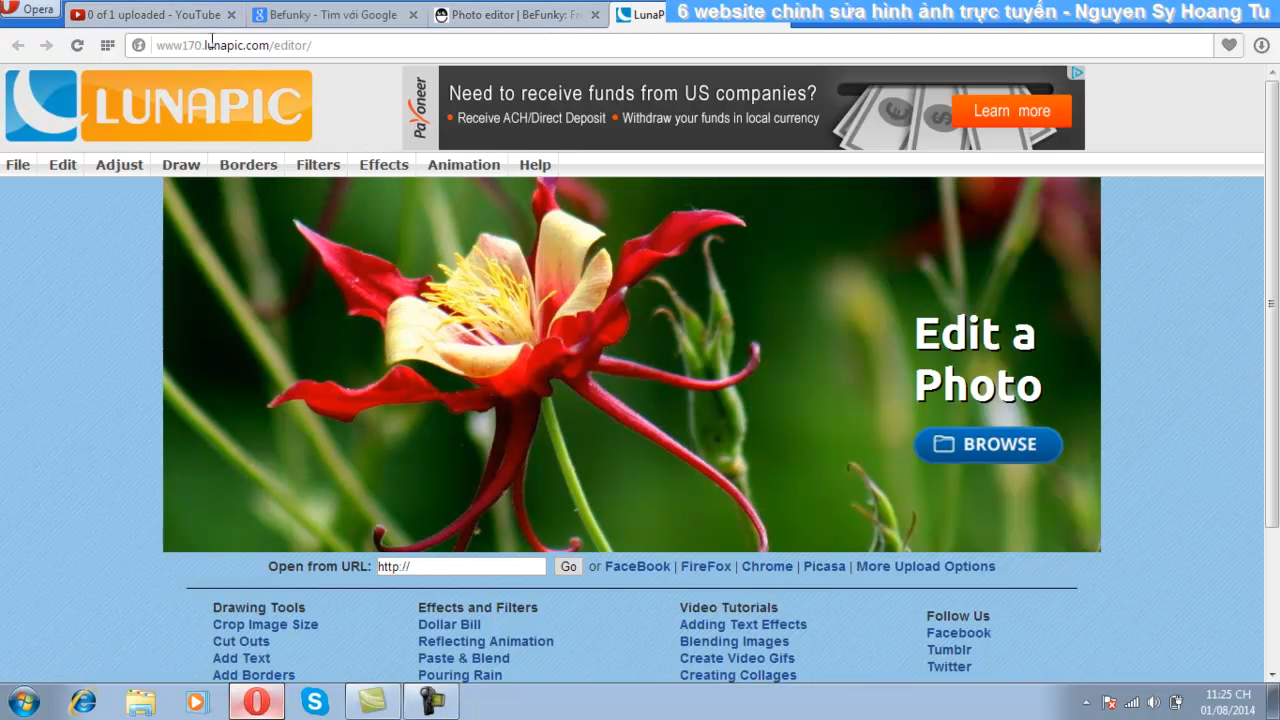 Opera
0 of 1 uploaded - YouTube
Befunky - Tìm với Google
Photo editor | BeFunky: Fr
LunaP
6 website chỉnh sửa hình ảnh trực tuyến - Nguyen Sy Hoang Tu
www170.lunapic.com/editor/
LUNAPIC
Payoneer
Need to receive funds from US companies?
• Receive ACH/Direct Deposit • Withdraw your funds in local currency
Learn more
File Edit Adjust Draw Borders Filters Effects Animation Help
Edit a
Photo
BROWSE
Open from URL: http:// Go or FaceBook | FireFox | Chrome | Picasa | More Upload Options
Drawing Tools
Crop Image Size
Cut Outs
Add Text
Add Borders
Effects and Filters
Dollar Bill
Reflecting Animation
Paste & Blend
Pouring Rain
Video Tutorials
Adding Text Effects
Blending Images
Create Video Gifs
Creating Collages
Follow Us
Facebook
Tumblr
Twitter
11:25 CH
01/08/2014